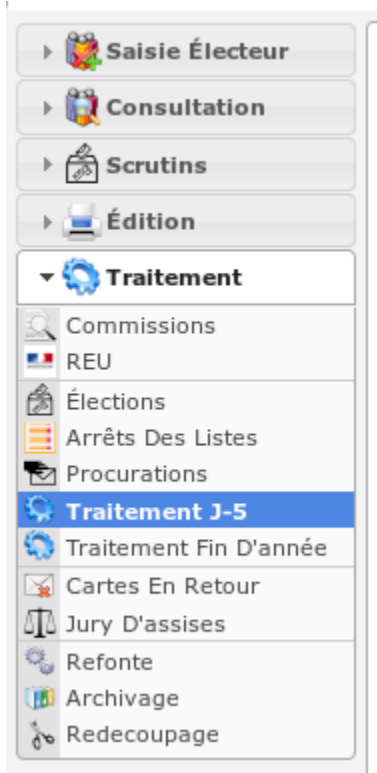 Saisie Électeur
Consultation
Scrutins
Édition
Traitement
Commissions
REU
Élections
Arrêts Des Listes
Procurations
Traitement J-5
Traitement Fin D'année
Cartes En Retour
Jury D'assises
Refonte
Archivage
Redecoupage